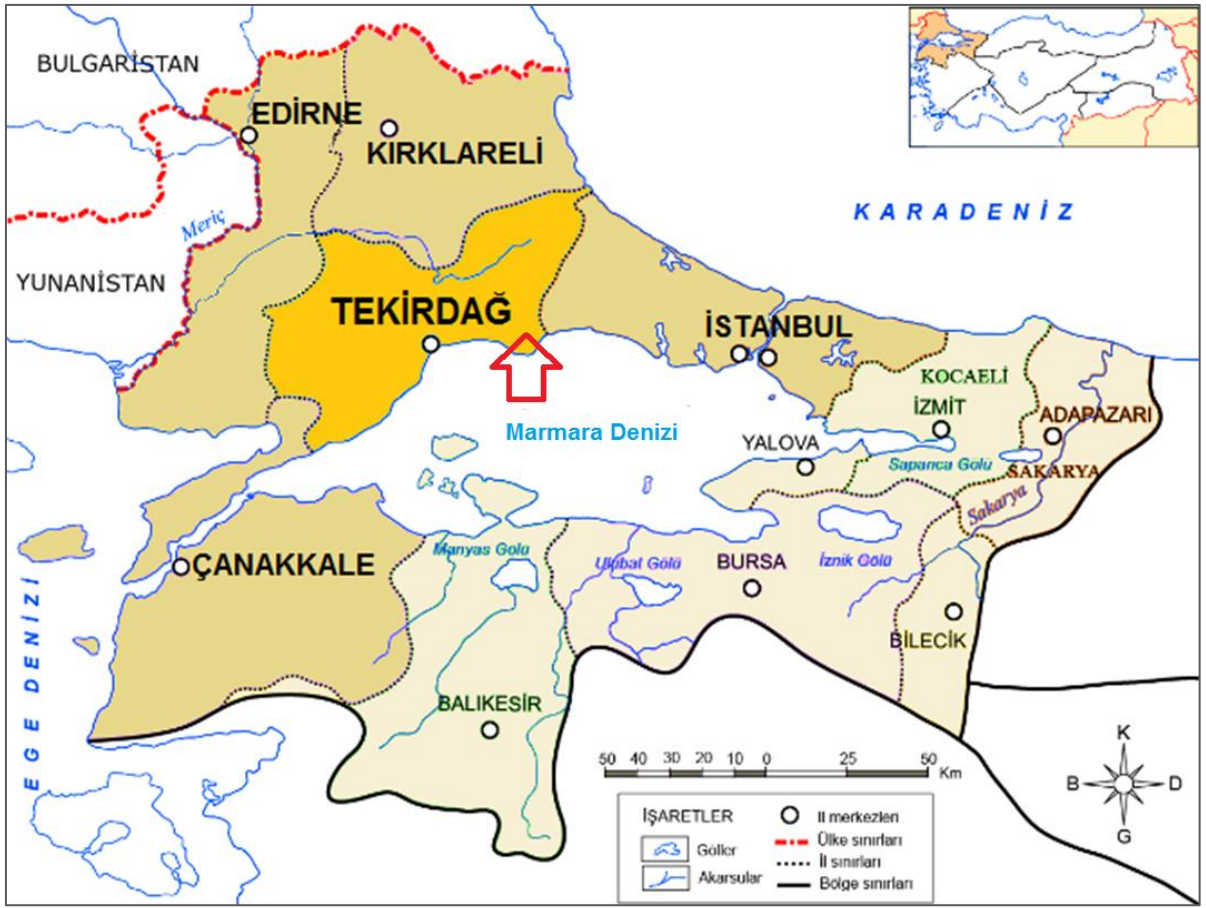 BULGARİSTAN
EDİRNE
KIRKLARELİ
KARADENİZ
Meriç
YUNANİSTAN
TEKİRDAĞ
İSTANBUL
KOCAELİ
İZMİT
ADAPAZARI
Marmara Denizi
YALOVA
Sapanca Gölü
SAKARYA
Sakarya
Manyas Golu
Ulubat Gölü
BURSA
İznik Gölü
ÇANAKKALE
BİLECİK
EGE DENİZİ
BALIKESİR
50 40 30 20 10 0 25 50
Km
K
B D
G
İŞARETLER
Göller
Akarsular
Il merkezleri
Ülke sınırları
İl sınırları
Bölge sınırları